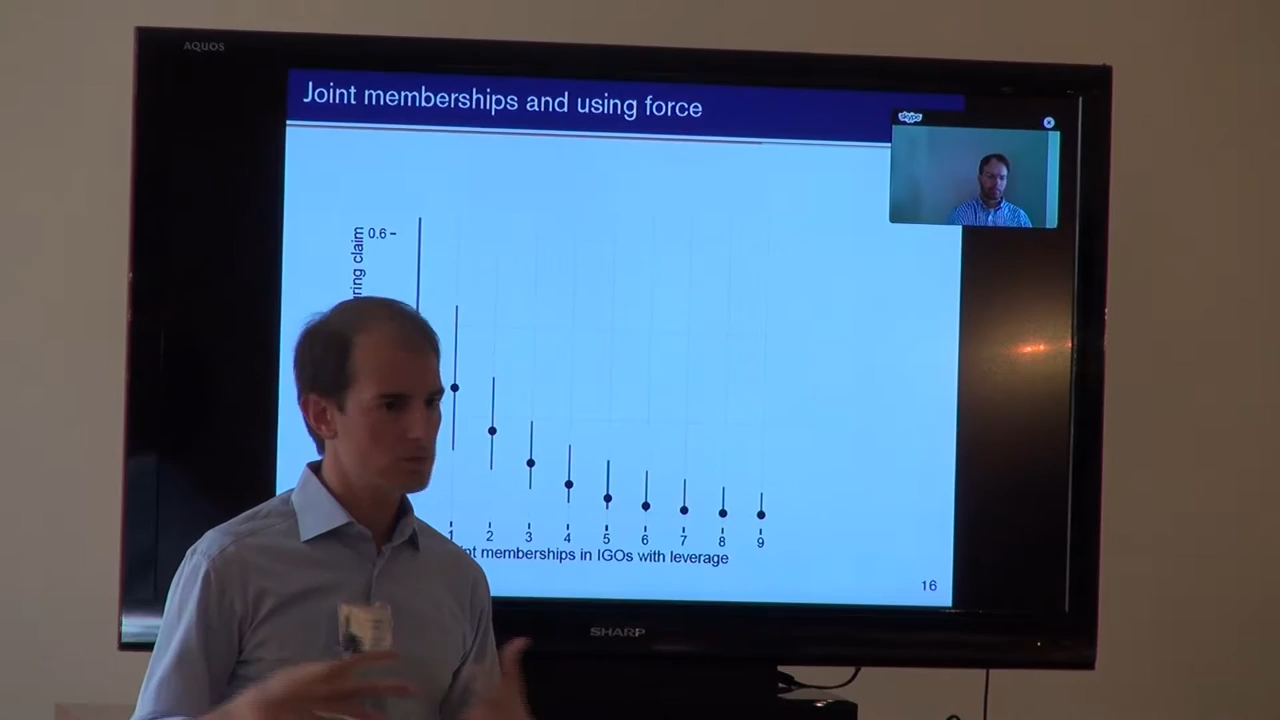 AQUOS
Joint memberships and using force
skype
0.6
ring claim
1 2 3 4 5 6 7 8 9
nt memberships in IGOs with leverage
16
SHARP